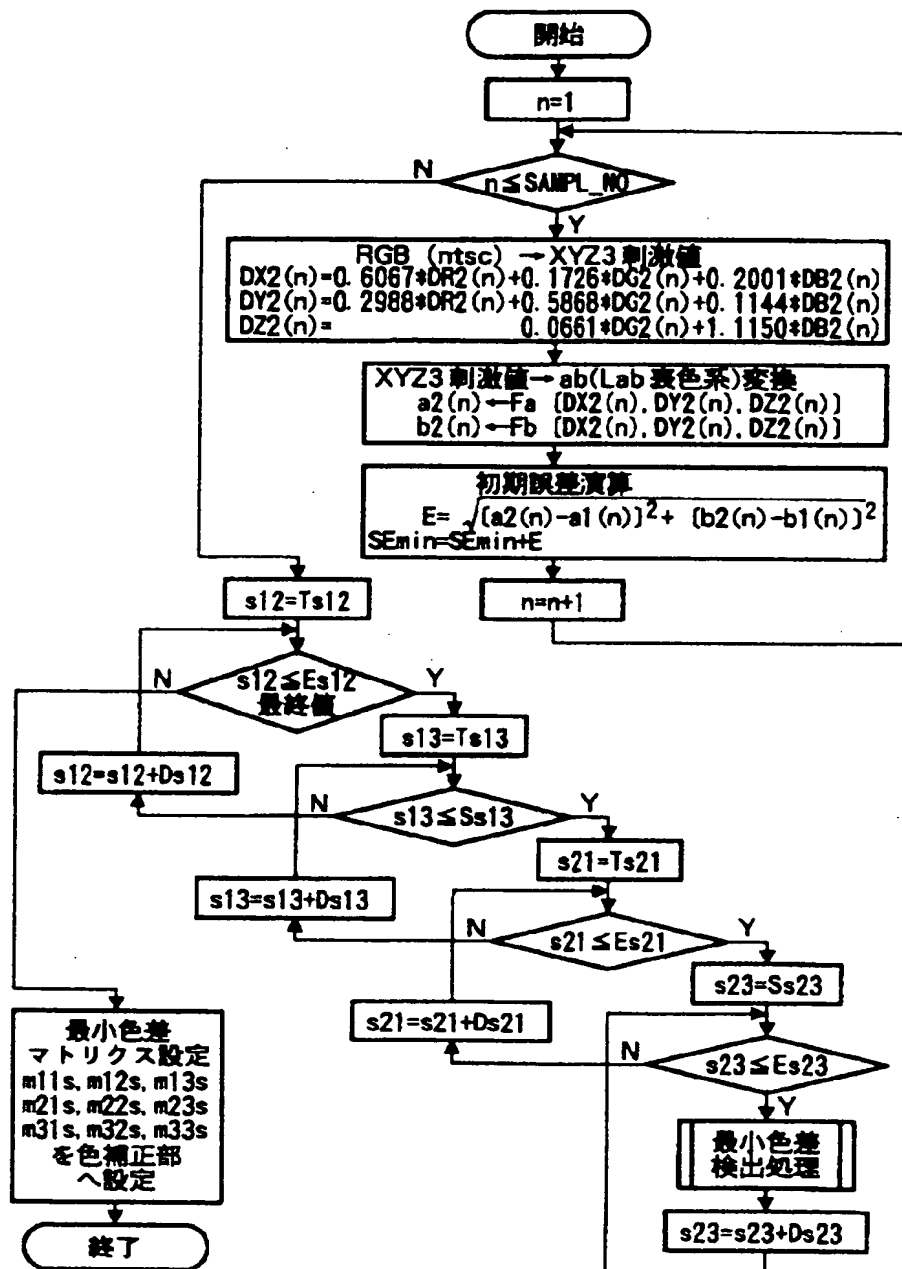 開始
n=1
n≦SAMPL_NO
N
Y
RGB (ntsc) →XYZ3刺激値
DX2(n)=0.6067*DR2(n)+0.1726*DG2(n)+0.2001*DB2(n)
DY2(n)=0.2988*DR2(n)+0.5868*DG2(n)+0.1144*DB2(n)
DZ2(n)= 0.0661*DG2(n)+1.1150*DB2(n)
XYZ3刺激値→ab(Lab表色系)変換
a2(n)←Fa [DX2(n), DY2(n), DZ2(n)]
b2(n)←Fb [DX2(n), DY2(n), DZ2(n)]
初期誤差演算
E= √[a2(n)-a1(n)]²+ [b2(n)-b1(n)]²
SEmin=SEmin+E
n=n+1
s12=Ts12
s12≦Es12
最終値
N
Y
s12=s12+Ds12
s13=Ts13
s13≦Ss13
N
Y
s13=s13+Ds13
s21=Ts21
s21≦Es21
N
Y
s21=s21+Ds21
s23=Ss23
s23≦Es23
N
Y
最小色差
検出処理
s23=s23+Ds23
最小色差
マトリクス設定
m11s, m12s, m13s
m21s, m22s, m23s
m31s, m32s, m33s
を色補正部
へ設定
終了